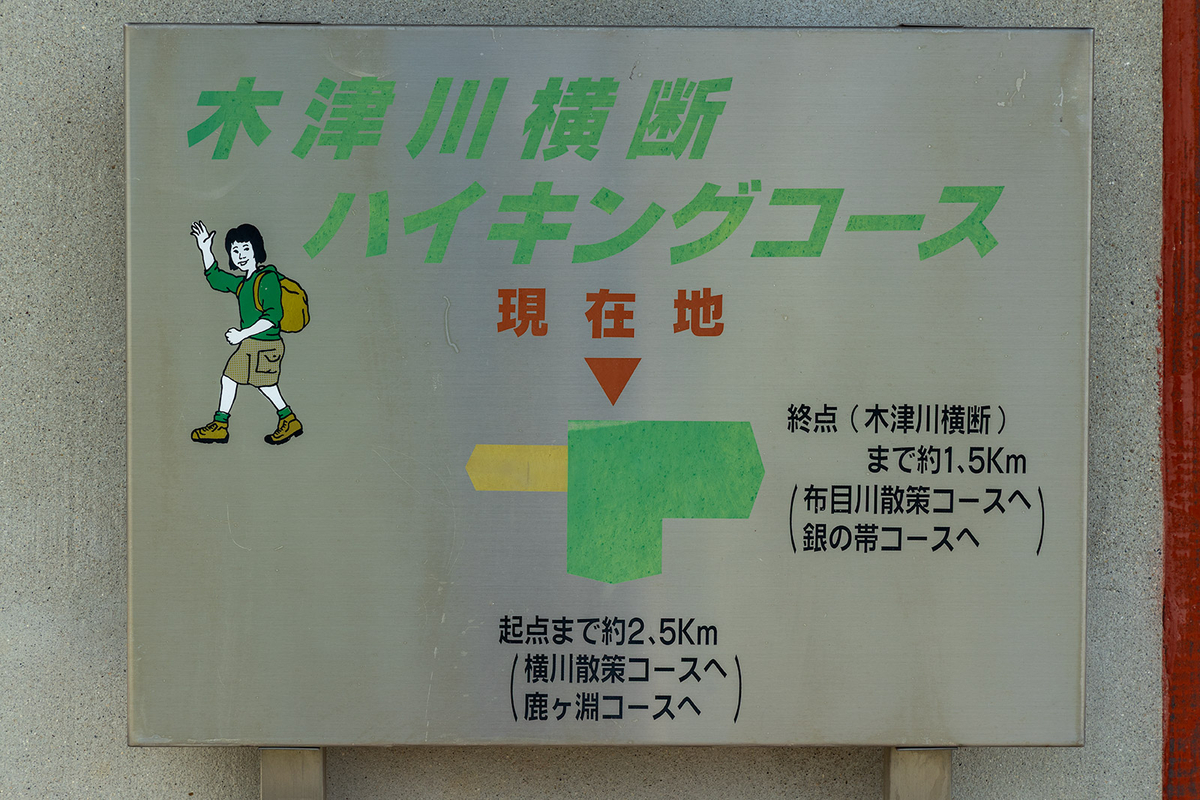 木津川横断
ハイキングコース
現在地
終点（木津川横断）
まで約1、5Km
（布目川散策コースへ
銀の帯コースへ）
起点まで約2、5Km
（横川散策コースへ
鹿ヶ淵コースへ）